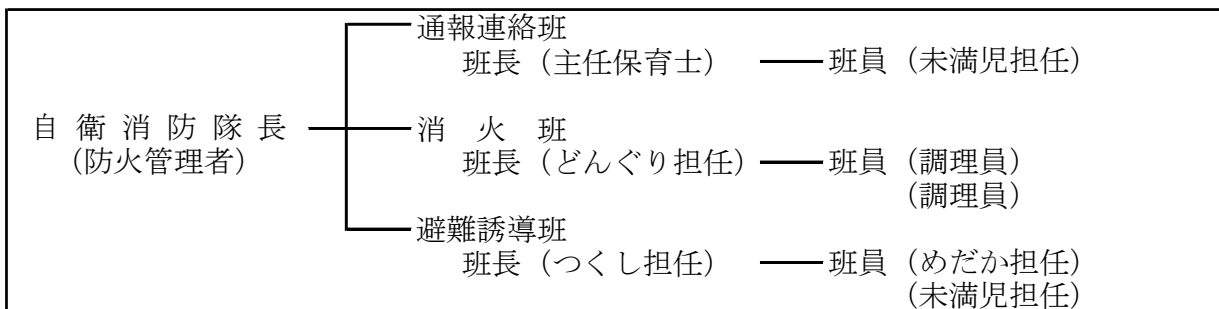 通報連絡班
班長（主任保育士） 班員（未満児担任）
自衛消防隊長 消火班
（防火管理者） 班長（どんぐり担任） 班員（調理員）
（調理員）
避難誘導班
班長（つくし担任） 班員（めだか担任）
（未満児担任）